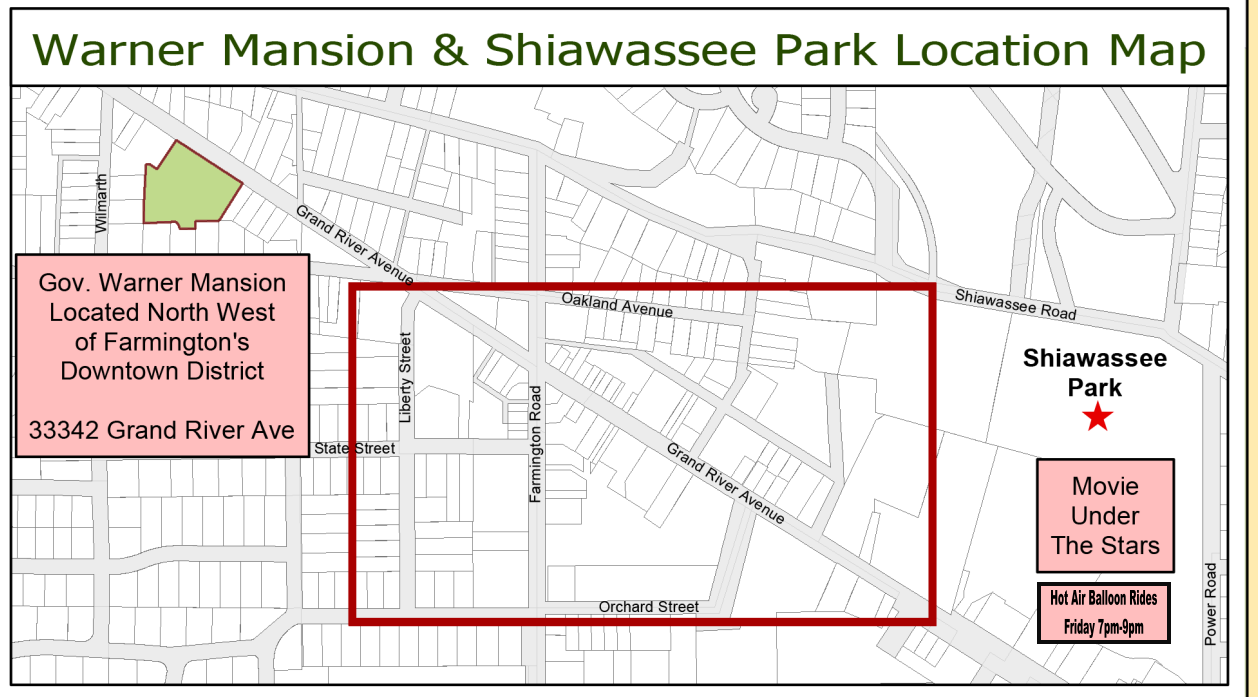 Warner Mansion & Shiawassee Park Location Map
Wilmarth
Grand River Avenue
Gov. Warner Mansion
Located North West
of Farmington's
Downtown District
33342 Grand River Ave
Oakland Avenue
Shiawassee Road
Liberty Street
Shiawassee
Park
State Street
Farmington Road
Grand River Avenue
Movie
Under
The Stars
Orchard Street
Hot Air Balloon Rides
Friday 7pm-9pm
Power Road